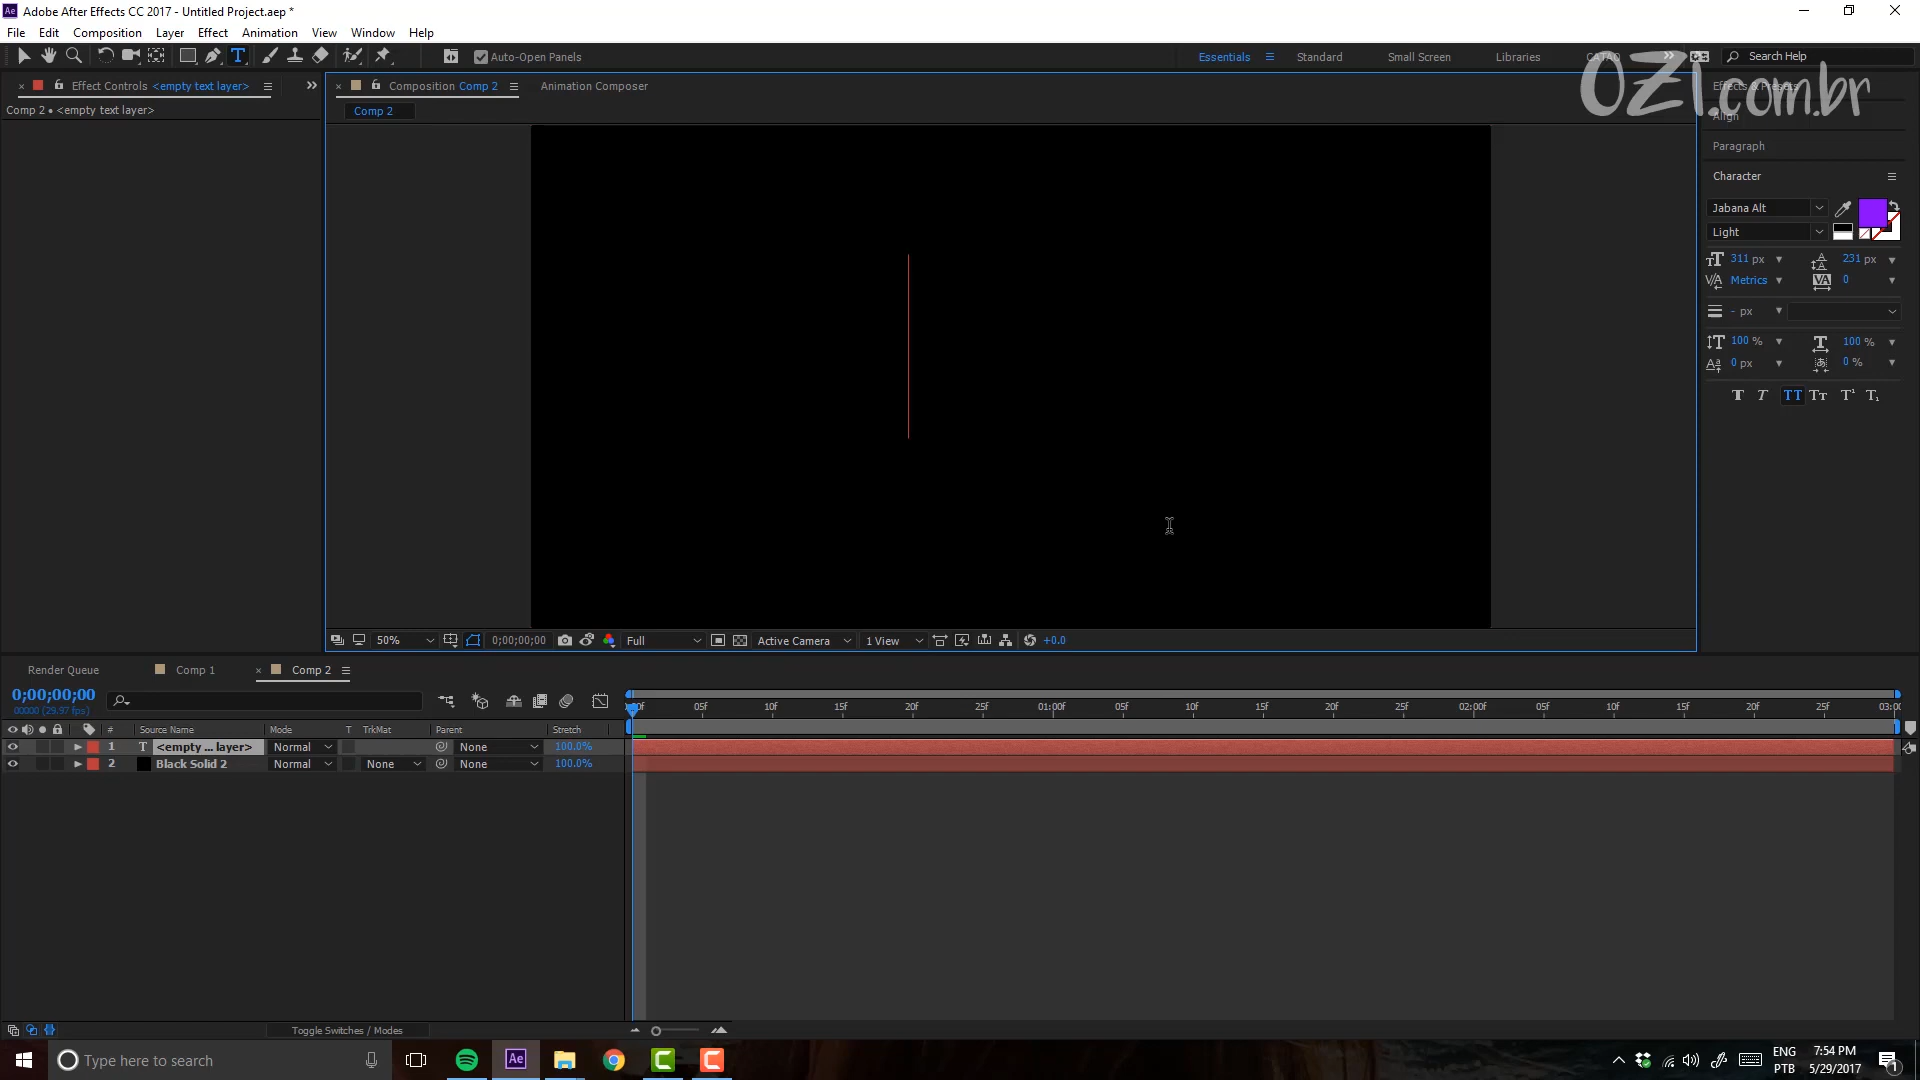 Adobe After Effects CC 2017 - Untitled Project.aep *
File Edit Composition Layer Effect Animation View Window Help
Auto-Open Panels
Essentials
Standard
Small Screen
Libraries
Search Help
OZI.com.br
Effect Controls <empty text layer>
Composition Comp 2
Animation Composer
Effects & Presets
Comp 2 • <empty text layer>
Comp 2
Align
Paragraph
Character
Jabana Alt
Light
311 px
231 px
Metrics
0
- px
100 %
100 %
0 px
0 %
50%
0;00;00;00
Full
Active Camera
1 View
+0.0
Render Queue
Comp 1
Comp 2
0;00;00;00
00000 (29.97 fps)
05f 10f 15f 20f 25f 01:00f 05f 10f 15f 20f 25f 02:00f 05f 10f 15f 20f 25f
# Source Name Mode T TrkMat Parent Stretch
1 T <empty ... layer> Normal None 100.0%
2 Black Solid 2 Normal None None 100.0%
Toggle Switches / Modes
Type here to search
Ae
ENG
PTB
7:54 PM
5/29/2017
1